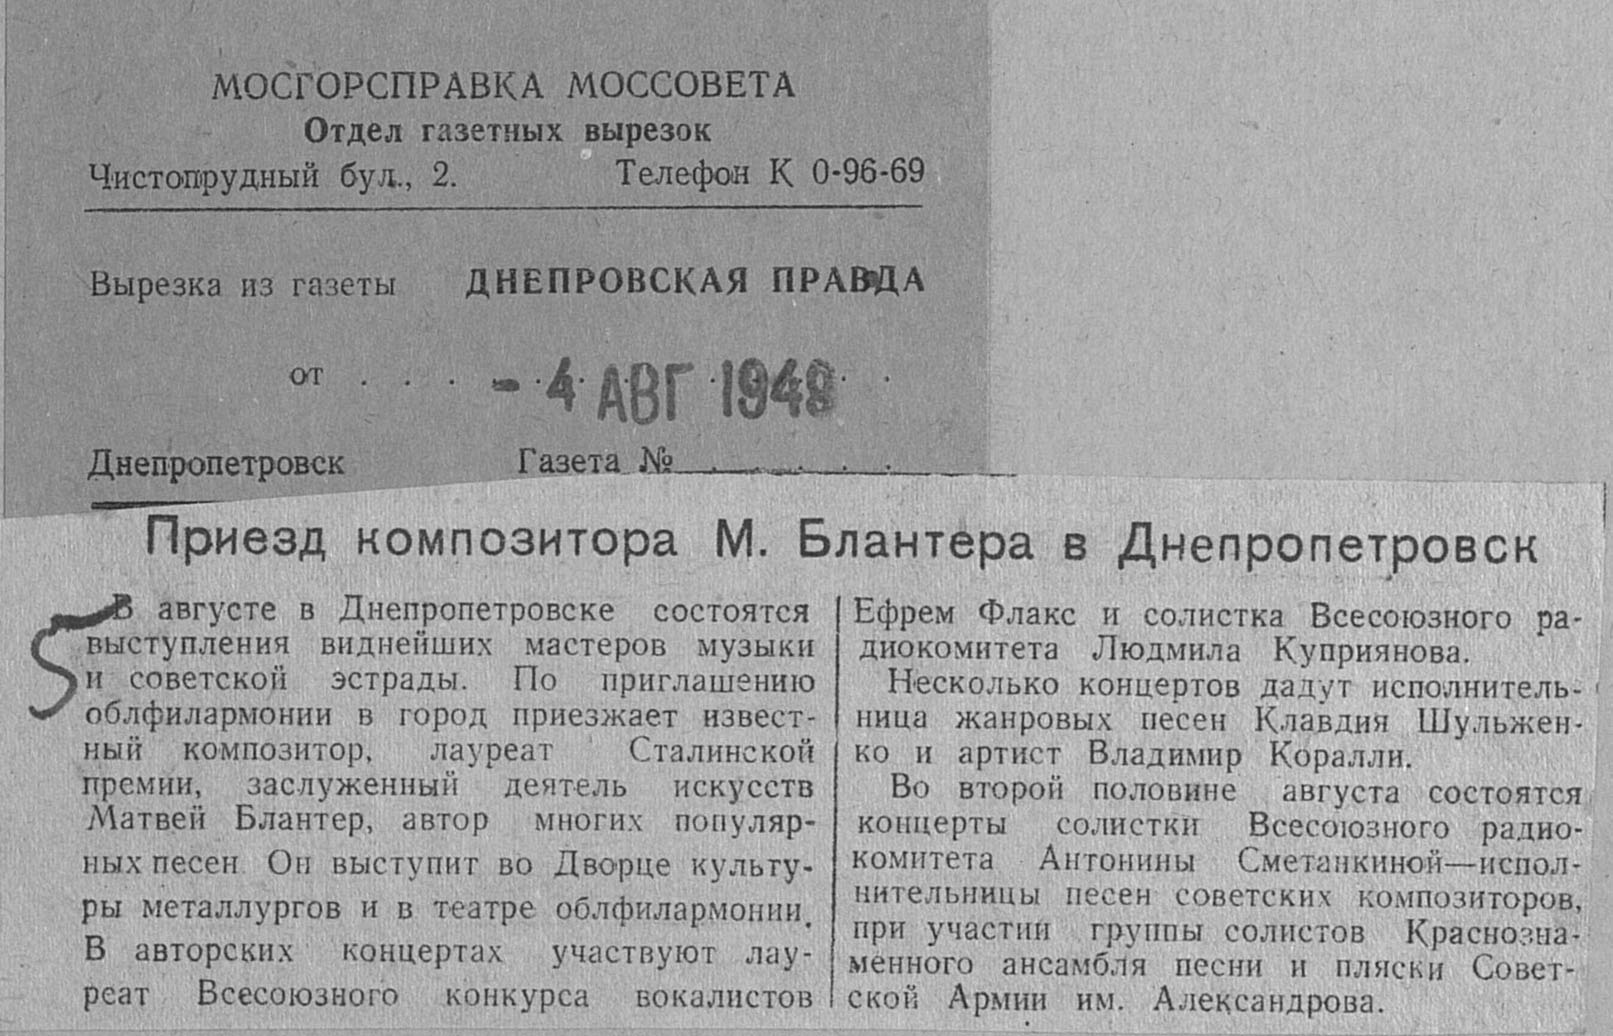 МОСГОРСПРАВКА МОССОВЕТА
Отдел газетных вырезок
Чистопрудный бул., 2. Телефон К 0-96-69
Вырезка из газеты ДНЕПРОВСКАЯ ПРАВДА
от . . . - 4 АВГ 1948
Днепропетровск Газета №
Приезд композитора М. Блантера в Днепропетровск
В августе в Днепропетровске состоятся
выступления виднейших мастеров музыки
и советской эстрады. По приглашению
облфилармонии в город приезжает извест-
ный композитор, лауреат Сталинской
премии, заслуженный деятель искусств
Матвей Блантер, автор многих популяр-
ных песен. Он выступит во Дворце культу-
ры металлургов и в театре облфилармонии.
В авторских концертах участвуют лау-
реат Всесоюзного конкурса вокалистов
Ефрем Флакс и солистка Всесоюзного ра-
диокомитета Людмила Куприянова.
Несколько концертов дадут исполнитель-
ница жанровых песен Клавдия Шульжен-
ко и артист Владимир Коралли.
Во второй половине августа состоятся
концерты солистки Всесоюзного радио-
комитета Антонины Сметанкиной—испол-
нительницы песен советских композиторов,
при участии группы солистов Краснозна-
менного ансамбля песни и пляски Совет-
ской Армии им. Александрова.